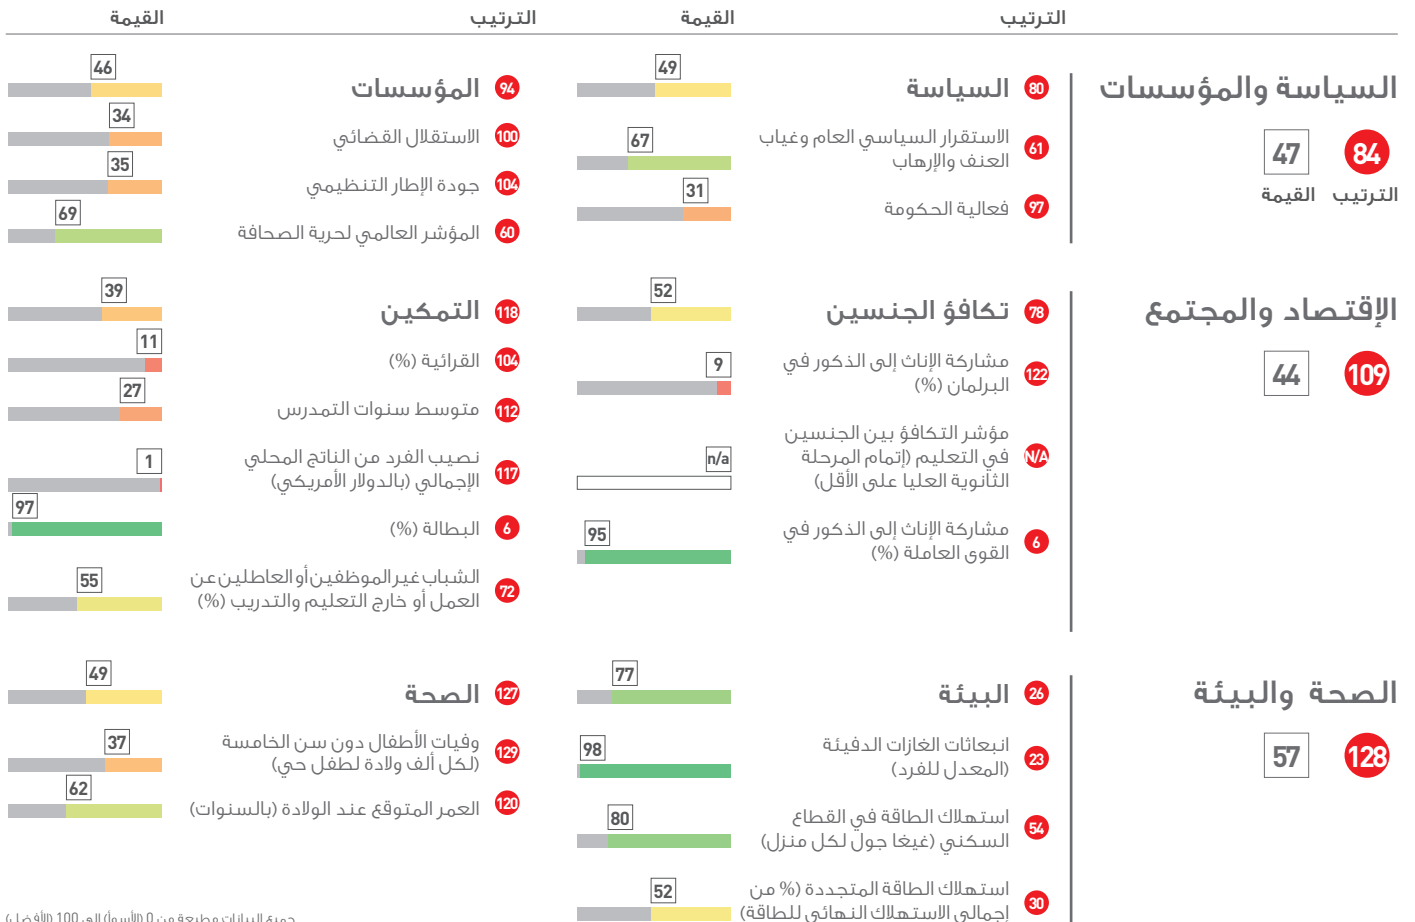 الترتيب القيمة الترتيب القيمة
السياسة والمؤسسات
84 47
الترتيب القيمة
80 السياسة 49
61 الاستقرار السياسي العام وغياب
العنف والإرهاب 67
97 فعالية الحكومة 31
94 المؤسسات 46
100 الاستقلال القضائي 34
104 جودة الإطار التنظيمي 35
60 المؤشر العالمي لحرية الصحافة 69
الإقتصاد والمجتمع
109 44
78 تكافؤ الجنسين 52
122 مشاركة الإناث إلى الذكور في
البرلمان (%) 9
مؤشر التكافؤ بين الجنسين
N/A في التعليم (إتمام المرحلة n/a
الثانوية العليا على الأقل)
6 مشاركة الإناث إلى الذكور في
القوى العاملة (%) 95
118 التمكين 39
104 القرائية (%) 11
112 متوسط سنوات التمدرس 27
117 نصيب الفرد من الناتج المحلي
الإجمالي (بالدولار الأمريكي) 1
6 البطالة (%) 97
72 الشباب غير الموظفين أو العاطلين عن
العمل أو خارج التعليم والتدريب (%) 55
الصحة والبيئة
128 57
26 البيئة 77
23 انبعاثات الغازات الدفيئة
(المعدل للفرد) 98
54 استهلاك الطاقة في القطاع
السكني (غيغا جول لكل منزل) 80
30 استهلاك الطاقة المتجددة (% من
إجمالي الاستهلاك النهائي للطاقة) 52
127 الصحة 49
129 وفيات الأطفال دون سن الخامسة
(لكل ألف ولادة لطفل حي) 37
120 العمر المتوقع عند الولادة (بالسنوات) 62
جميع البيانات مطبعة من 0 (الأسوأ) إلى 100 (الأفضل)